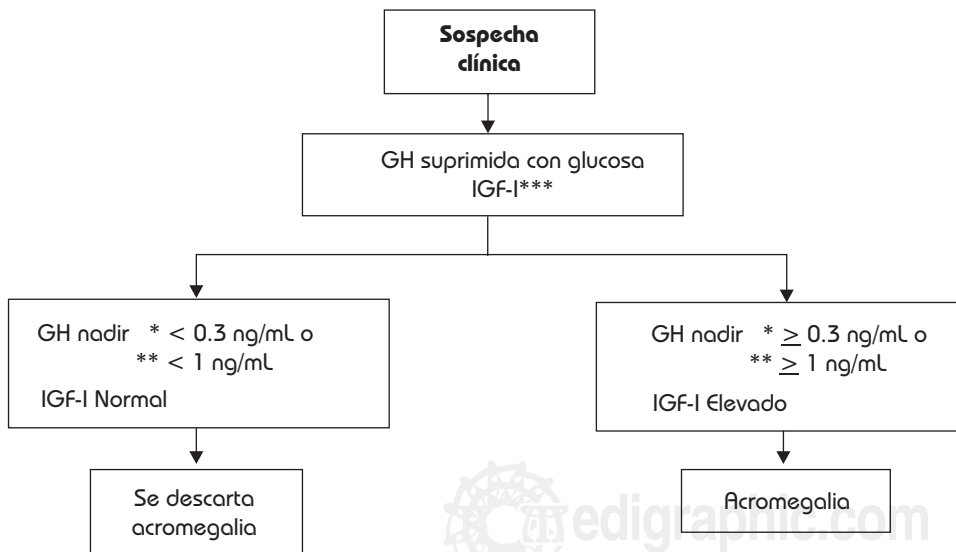 Sospecha
clínica
GH suprimida con glucosa
IGF-I***
GH nadir * < 0.3 ng/mL o
** < 1 ng/mL
IGF-I Normal
GH nadir * ≥ 0.3 ng/mL o
** ≥ 1 ng/mL
IGF-I Elevado
Se descarta
acromegalia
Acromegalia
edigraphic.com